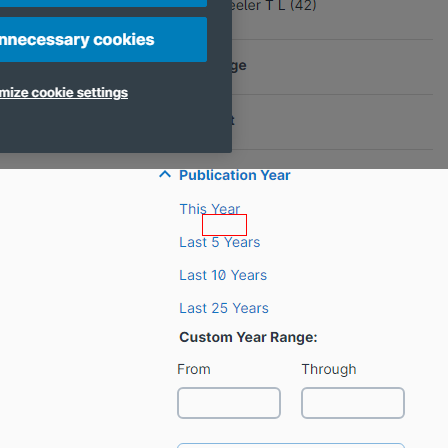 eeler T L (42)
nnecessary cookies
ge
mize cookie settings
t
Publication Year
This Year
Last 5 Years
Last 10 Years
Last 25 Years
Custom Year Range:
From Through